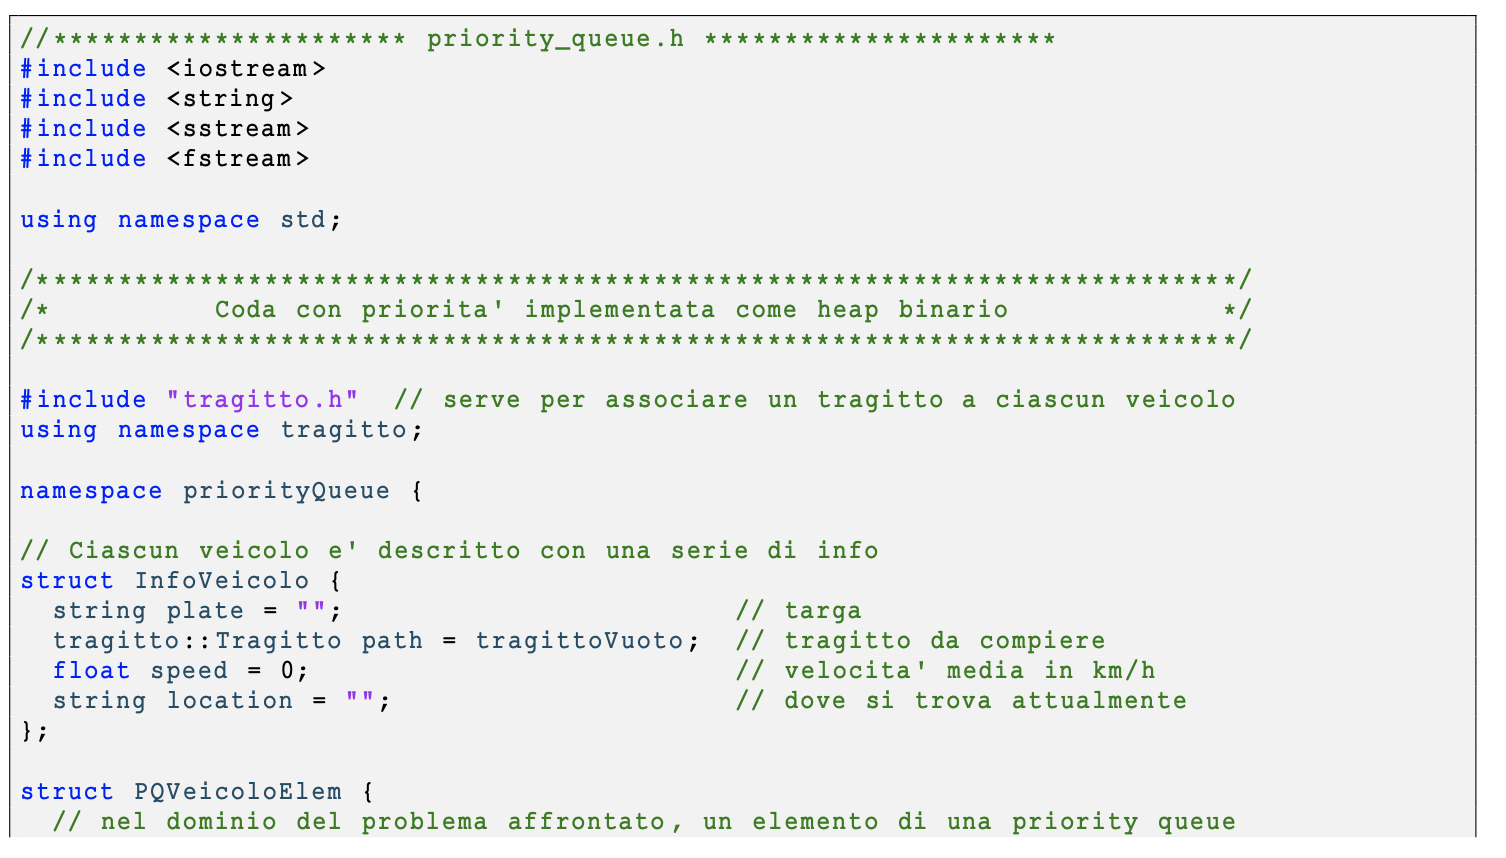 //********************** priority_queue.h **********************
#include <iostream>
#include <string>
#include <sstream>
#include <fstream>

using namespace std;

/**************************************************************************/
/*          Coda con priorita' implementata come heap binario             */
/**************************************************************************/

#include "tragitto.h"  // serve per associare un tragitto a ciascun veicolo
using namespace tragitto;

namespace priorityQueue {

// Ciascun veicolo e' descritto con una serie di info
struct InfoVeicolo {
  string plate = "";                        // targa
  tragitto::Tragitto path = tragittoVuoto;  // tragitto da compiere
  float speed = 0;                          // velocita' media in km/h
  string location = "";                     // dove si trova attualmente
};

struct PQVeicoloElem {
  // nel dominio del problema affrontato, un elemento di una priority queue